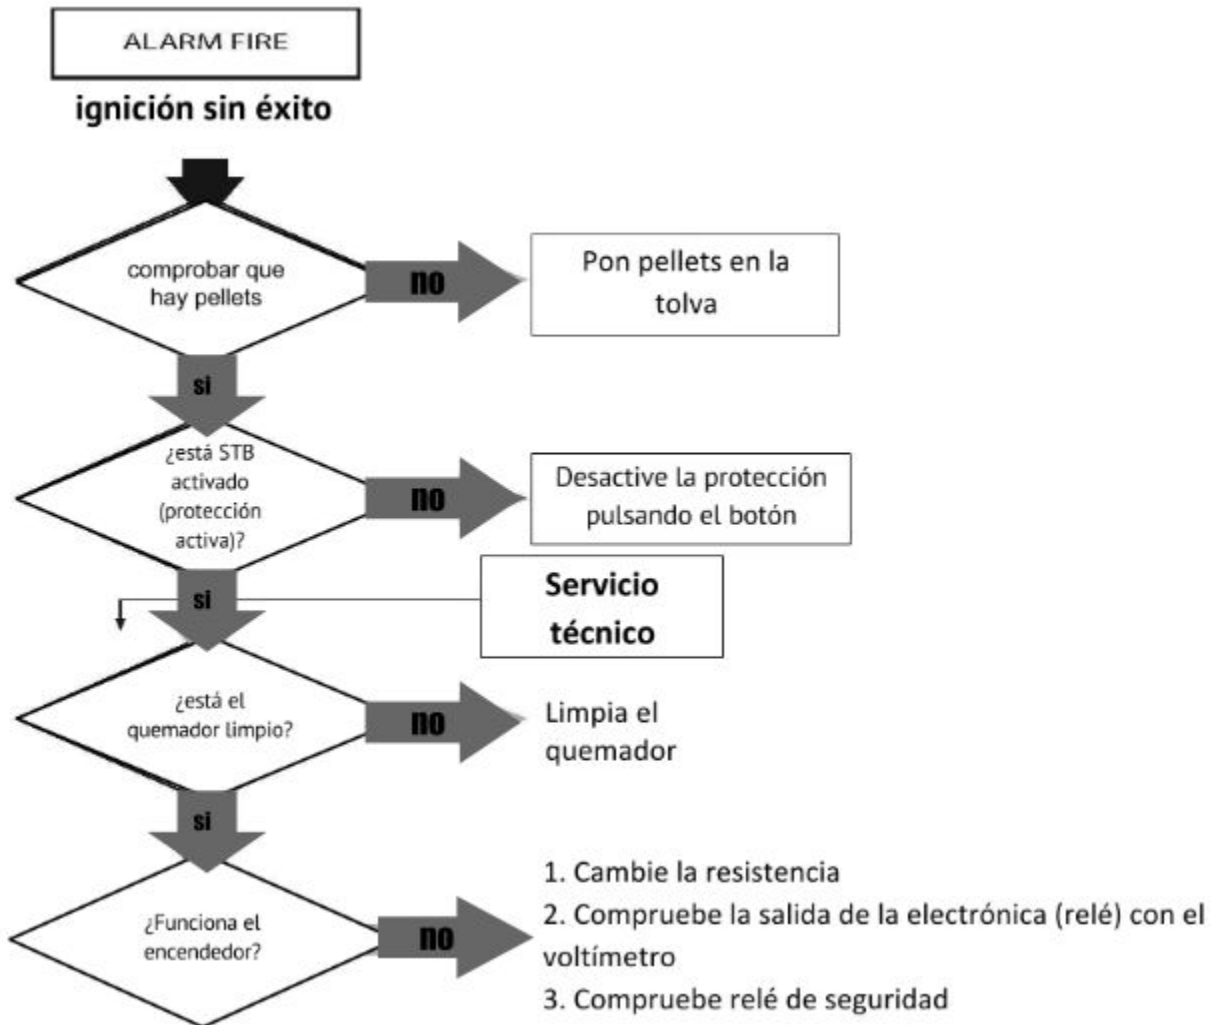 ALARM FIRE
ignición sin éxito
comprobar que
hay pellets
no
Pon pellets en la
tolva
si
¿está STB
activado
(protección
activa)?
no
Desactive la protección
pulsando el botón
si
Servicio
técnico
¿está el
quemador limpio?
no
Limpia el
quemador
si
¿Funciona el
encendedor?
no
1. Cambie la resistencia
2. Compruebe la salida de la electrónica (relé) con el
voltímetro
3. Compruebe relé de seguridad